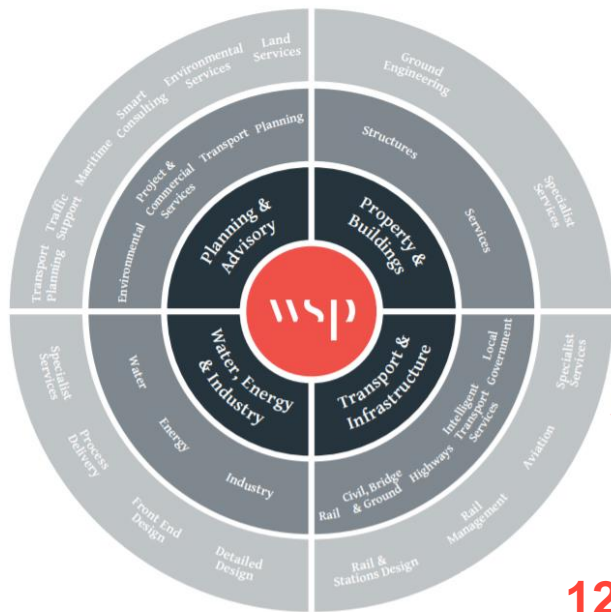 Land
Services
Environmental
Services
Smart
Consulting
Maritime
Traffic
Support
Transport
Planning
Transport Planning
Project &
Commercial
Services
Environmental
Planning &
Advisory
Ground
Engineering
Specialist
Services
Structures
Services
Property &
Buildings
wsp
Water, Energy
& Industry
Water
Energy
Industry
Specialist
Services
Process
Delivery
Front End
Design
Detailed
Design
Transport &
Infrastructure
Local
Government
Intelligent
Transport
Services
Highways
Civil, Bridge
& Ground
Rail
Specialist
Services
Aviation
Rail
Management
Rail &
Stations Design
12